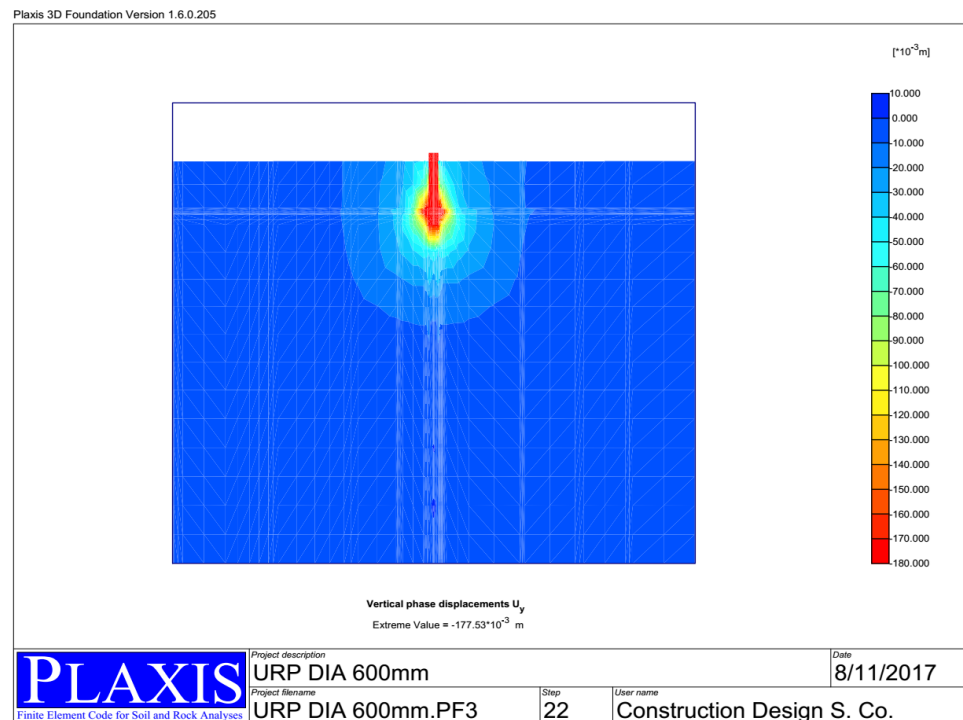 Plaxis 3D Foundation Version 1.6.0.205
[*10-3m]
10.000
0.000
-10.000
-20.000
-30.000
-40.000
-50.000
-60.000
-70.000
-80.000
-90.000
-100.000
-110.000
-120.000
-130.000
-140.000
-150.000
-160.000
-170.000
-180.000
Vertical phase displacements Uy
Extreme Value = -177.53*10-3 m
PLAXIS
Finite Element Code for Soil and Rock Analyses
Project description
URP DIA 600mm
Date
8/11/2017
Project filename
URP DIA 600mm.PF3
Step
22
User name
Construction Design S. Co.